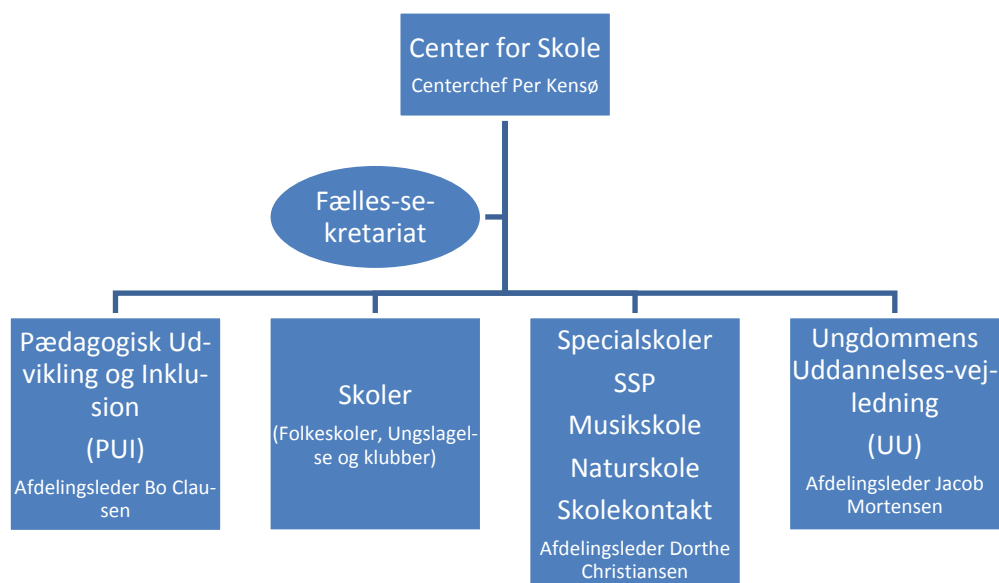 Center for Skole
Centerchef Per Kensø
Fælles-se-
kretariat
Pædagogisk Ud-
vikling og Inklu-
sion
(PUI)
Afdelingsleder Bo Clau-
sen
Skoler
(Folkeskoler, Ungslagel-
se og klubber)
Specialskoler
SSP
Musikskole
Naturskole
Skolekontakt
Afdelingsleder Dorthe
Christiansen
Ungdommens
Uddannelses-vej-
ledning
(UU)
Afdelingsleder Jacob
Mortensen